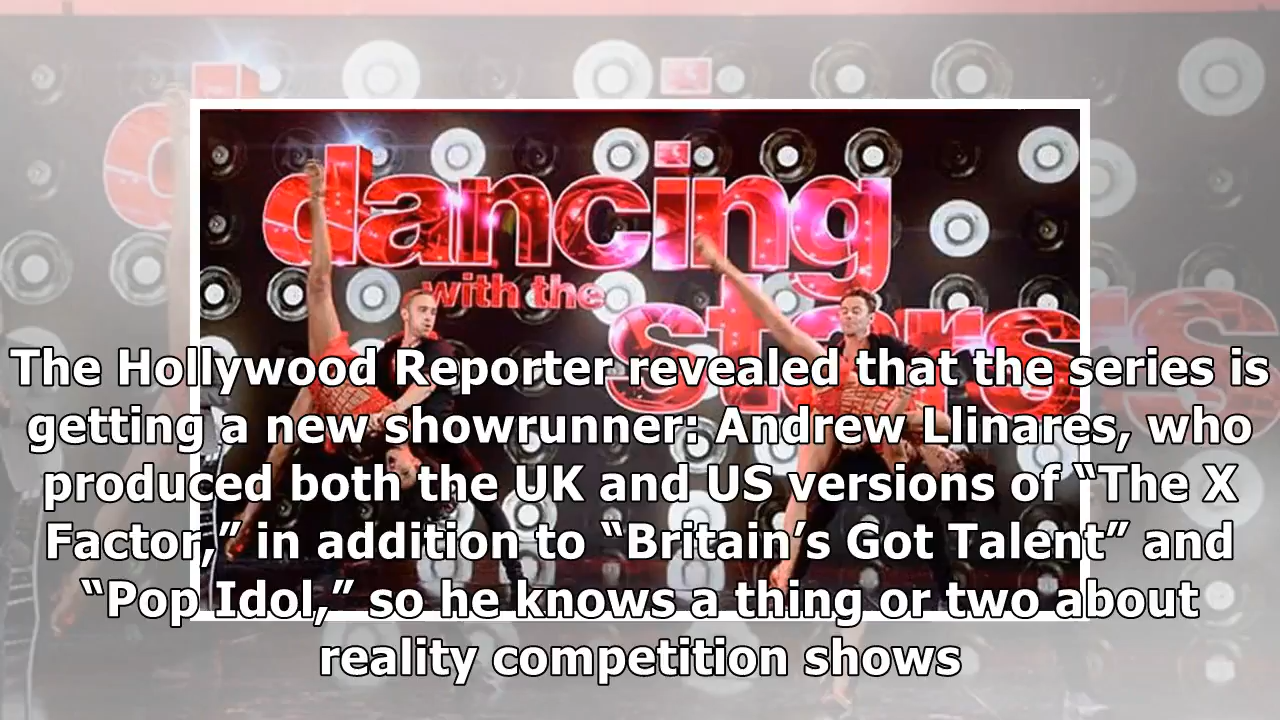 dancing
with the
stars
The Hollywood Reporter revealed that the series is
getting a new showrunner: Andrew Llinares, who
produced both the UK and US versions of “The X
Factor,” in addition to “Britain’s Got Talent” and
“Pop Idol,” so he knows a thing or two about
reality competition shows